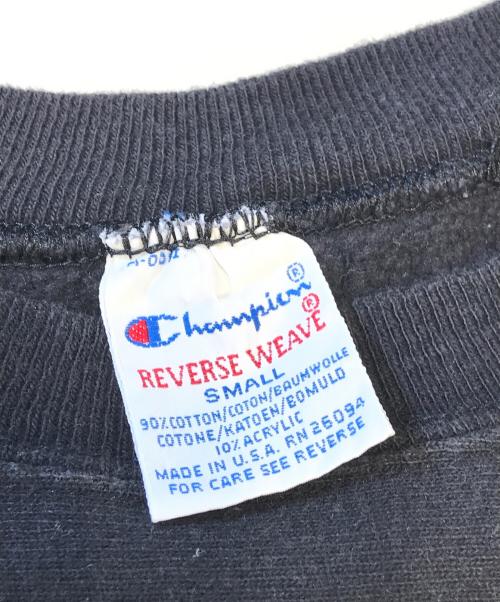 Champion®
REVERSE WEAVE®
SMALL
90%COTTON/COTON/BAUMWOLLE
COTONE/KATOEN/BOMULD
10% ACRYLIC
MADE IN U.S.A. RN 26094
FOR CARE SEE REVERSE